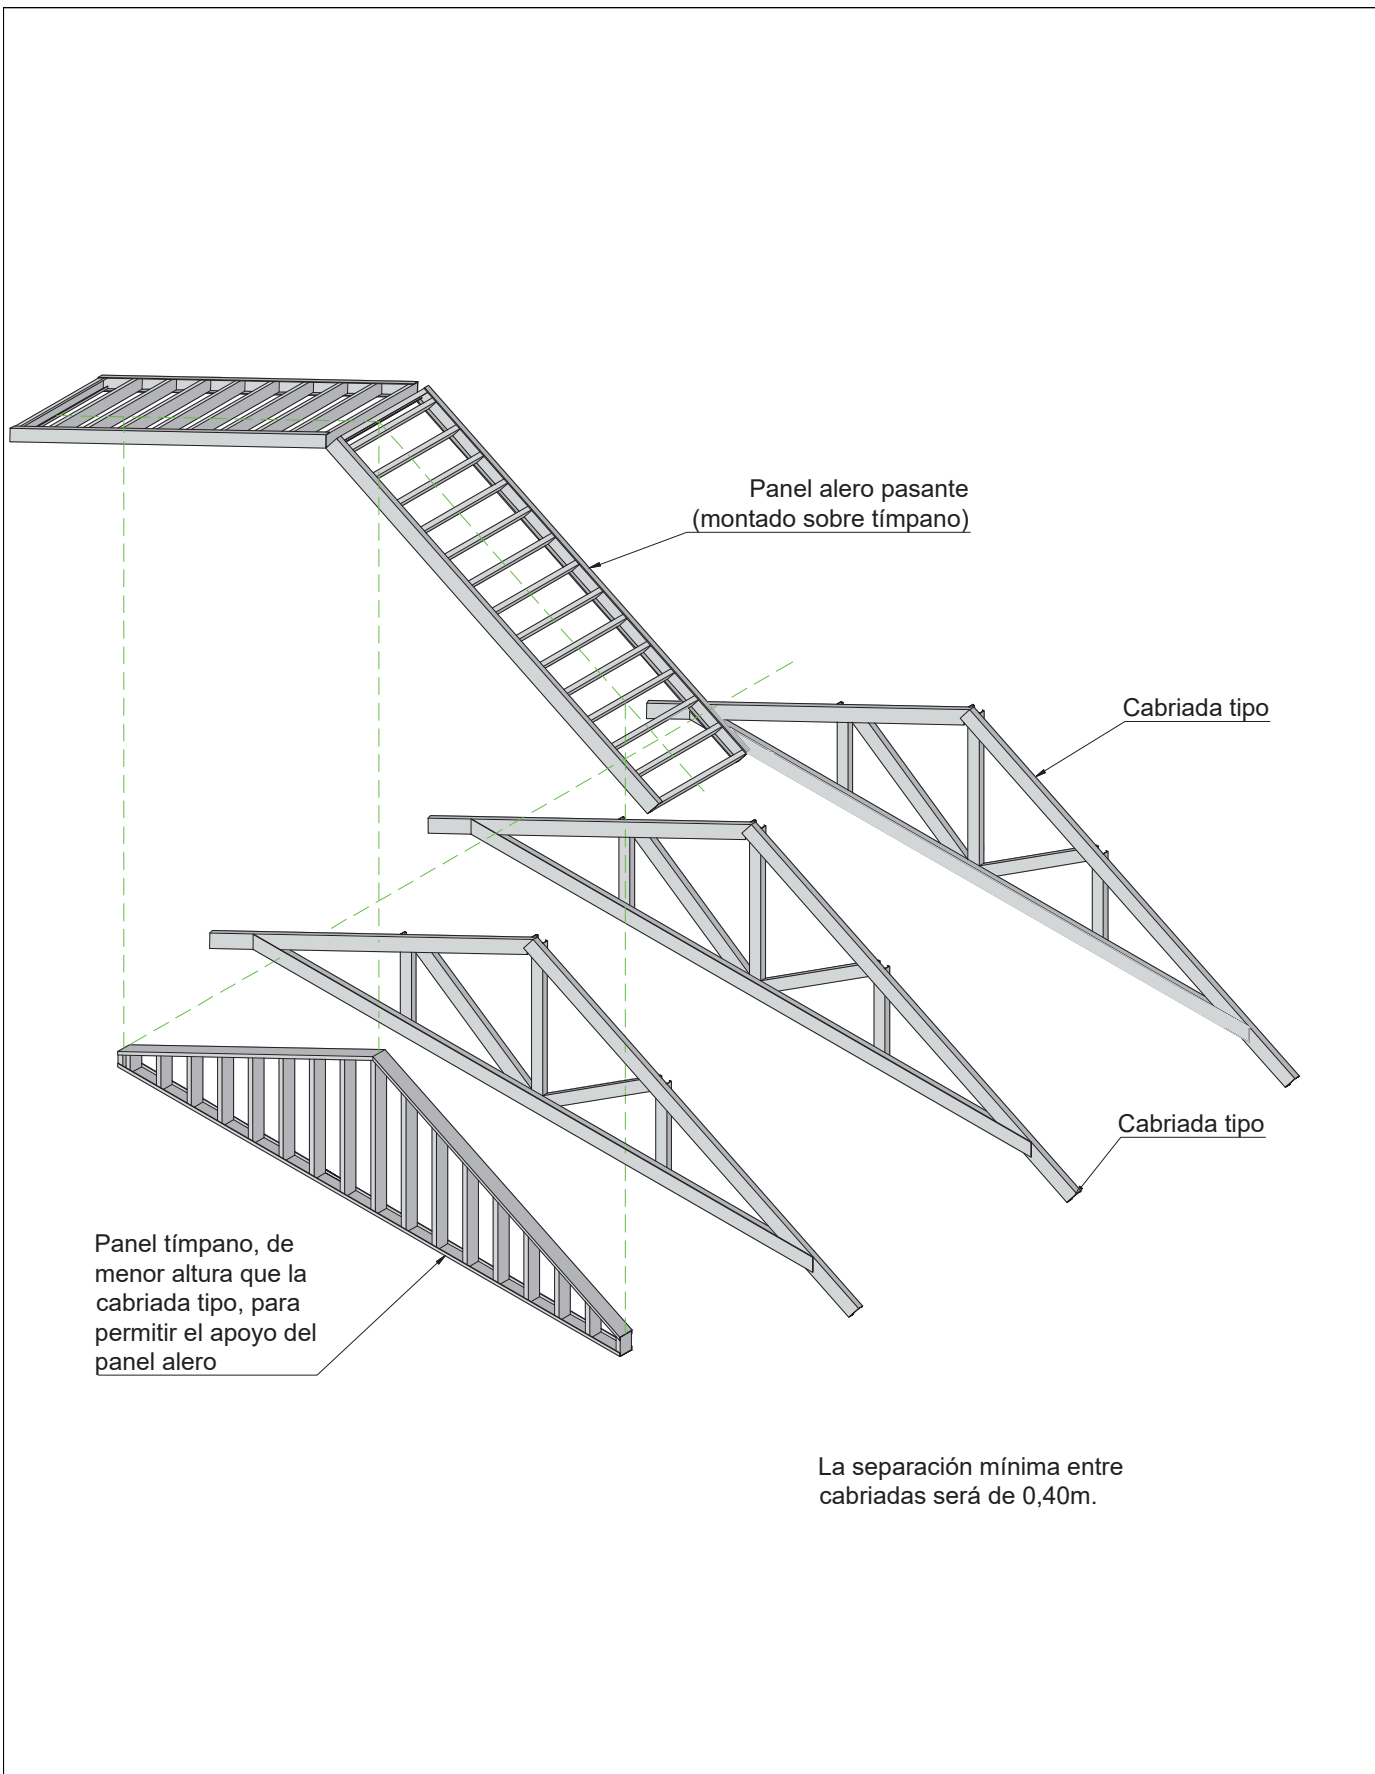 Panel alero pasante
(montado sobre tímpano)
Cabriada tipo
Cabriada tipo
Panel tímpano, de
menor altura que la
cabriada tipo, para
permitir el apoyo del
panel alero
La separación mínima entre
cabriadas será de 0,40m.